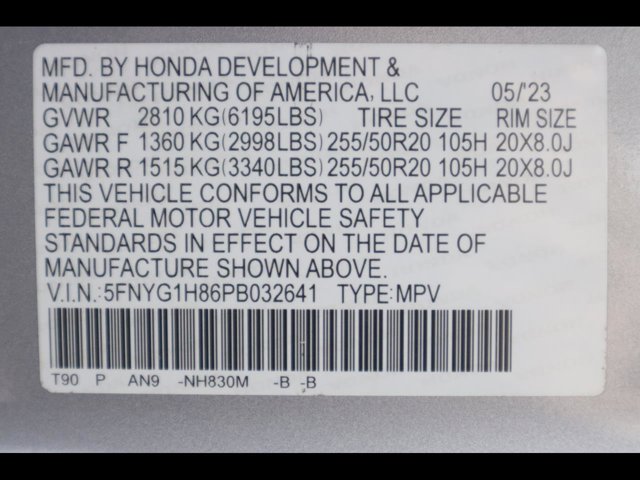 MFD. BY HONDA DEVELOPMENT &
MANUFACTURING OF AMERICA, LLC 05/'23
GVWR 2810 KG(6195LBS) TIRE SIZE RIM SIZE
GAWR F 1360 KG(2998LBS) 255/50R20 105H 20X8.0J
GAWR R 1515 KG(3340LBS) 255/50R20 105H 20X8.0J
THIS VEHICLE CONFORMS TO ALL APPLICABLE
FEDERAL MOTOR VEHICLE SAFETY
STANDARDS IN EFFECT ON THE DATE OF
MANUFACTURE SHOWN ABOVE.
V.I.N.:5FNYG1H86PB032641 TYPE:MPV
T90 P AN9 -NH830M -B -B